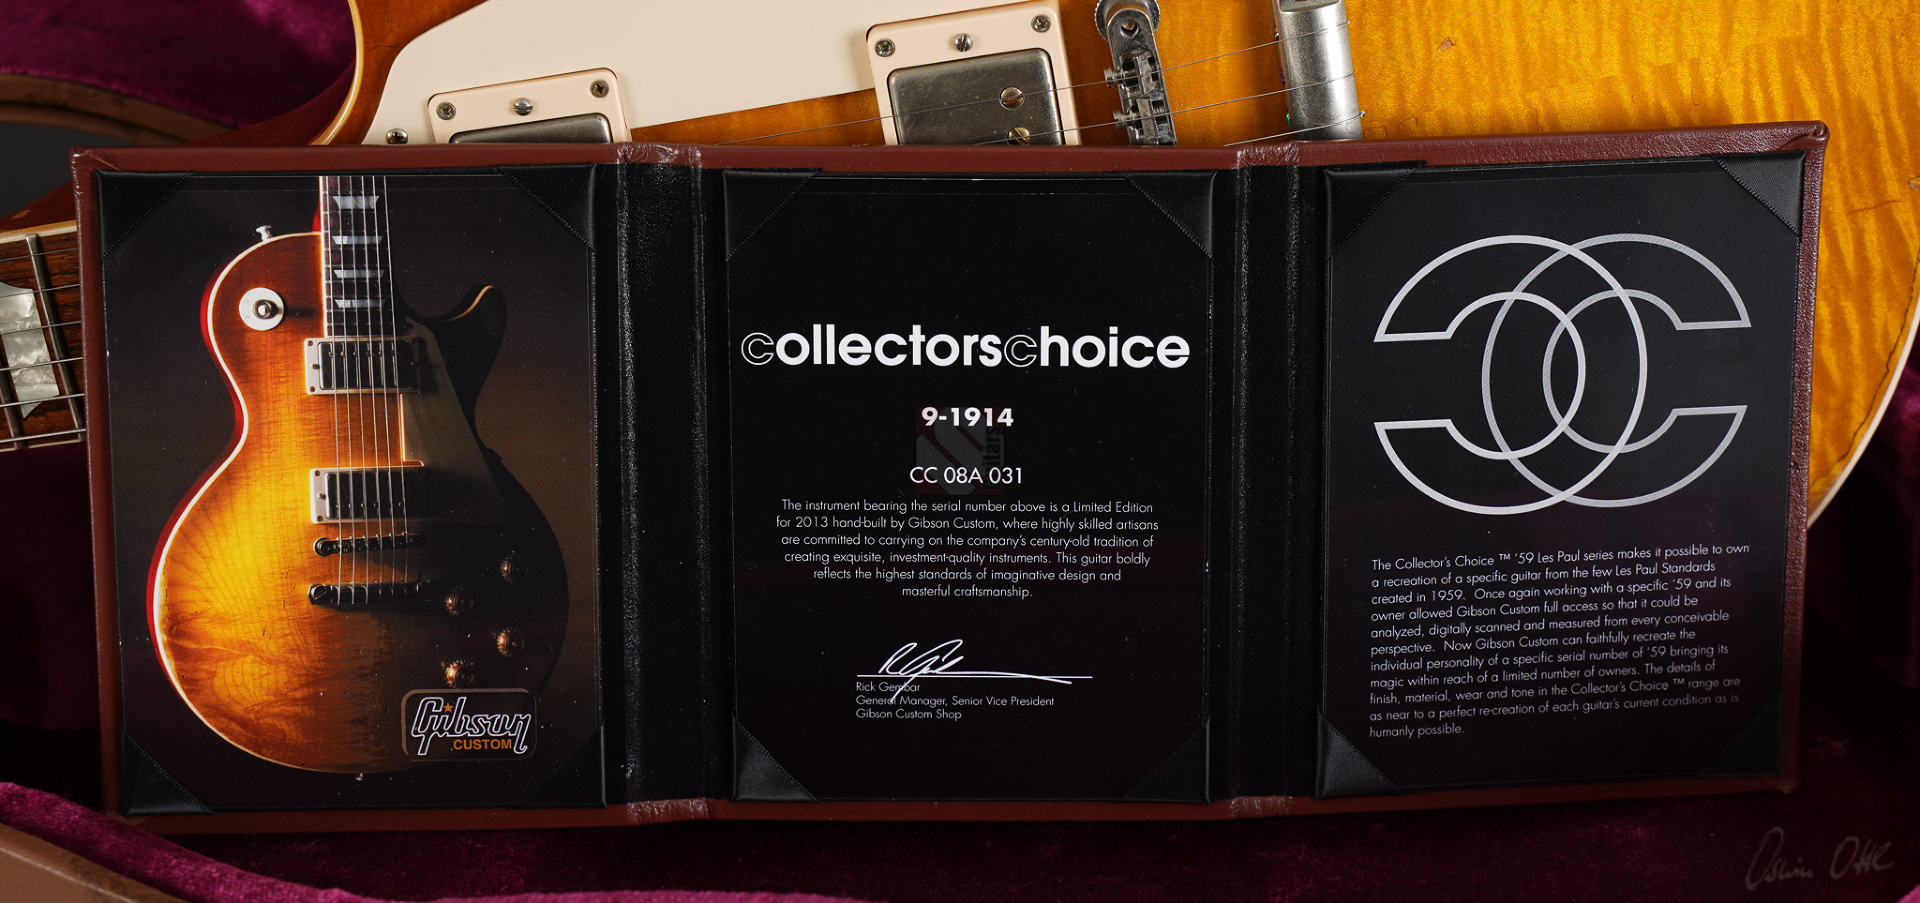 Gibson
CUSTOM
collectorschoice
9-1914
CC 08A 031
The instrument bearing the serial number above is a Limited Edition
for 2013 hand-built by Gibson Custom, where highly skilled artisans
are committed to carrying on the company's century-old tradition of
creating exquisite, investment-quality instruments. This guitar boldly
reflects the highest standards of imaginative design and
masterful craftsmanship.
Rick Gembar
General Manager, Senior Vice President
Gibson Custom Shop
The Collector's Choice ™ '59 Les Paul series makes it possible to own
a recreation of a specific guitar from the few Les Paul Standards
created in 1959. Once again working with a specific '59 and its
owner allowed Gibson Custom full access so that it could be
analyzed, digitally scanned and measured from every conceivable
perspective. Now Gibson Custom can faithfully recreate the
individual personality of a specific serial number of '59 bringing its
magic within reach of a limited number of owners. The details of
finish, material, wear and tone in the Collector's Choice ™ range are
as near to a perfect re-creation of each guitar's current condition as is
humanly possible.